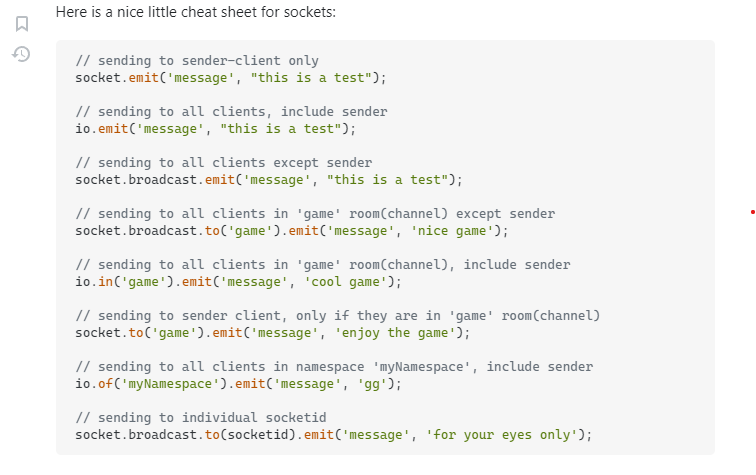 Here is a nice little cheat sheet for sockets:
// sending to sender-client only
socket.emit('message', "this is a test");
// sending to all clients, include sender
io.emit('message', "this is a test");
// sending to all clients except sender
socket.broadcast.emit('message', "this is a test");
// sending to all clients in 'game' room(channel) except sender
socket.broadcast.to('game').emit('message', 'nice game');
// sending to all clients in 'game' room(channel), include sender
io.in('game').emit('message', 'cool game');
// sending to sender client, only if they are in 'game' room(channel)
socket.to('game').emit('message', 'enjoy the game');
// sending to all clients in namespace 'myNamespace', include sender
io.of('myNamespace').emit('message', 'gg');
// sending to individual socketid
socket.broadcast.to(socketid).emit('message', 'for your eyes only');